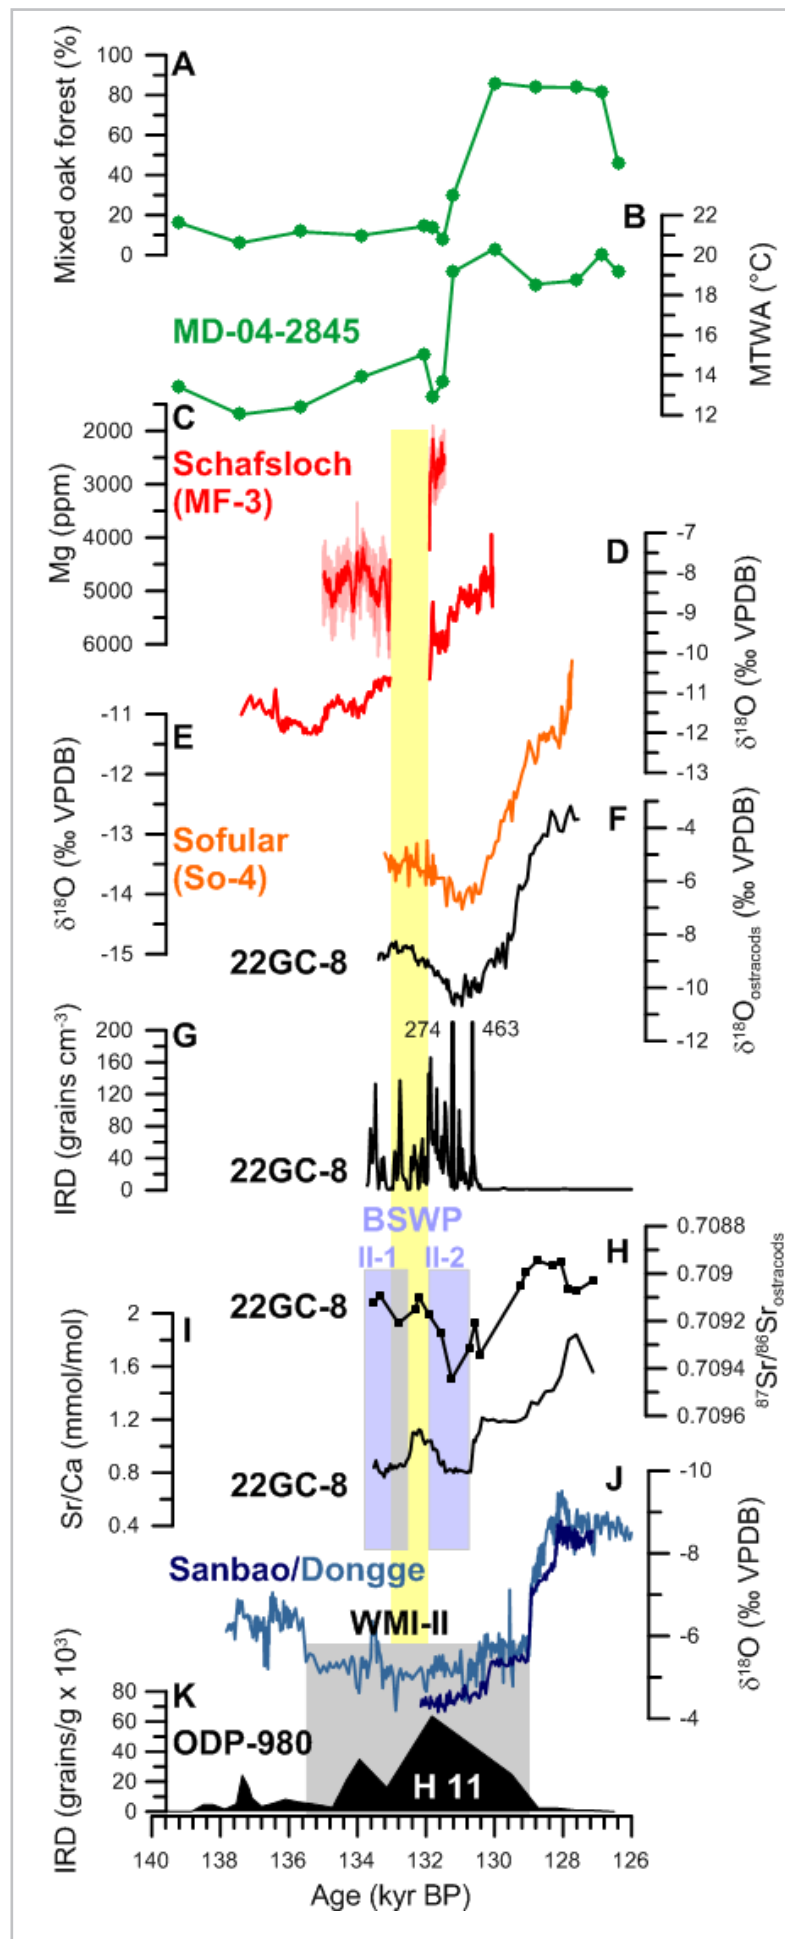 A
Mixed oak forest (%)
100
80
60
40
20
0
B
MTWA (°C)
22
20
18
16
14
12
MD-04-2845
C
Mg (ppm)
2000
3000
4000
5000
6000
Schafsloch
(MF-3)
D
δ¹⁸O (‰ VPDB)
-7
-8
-9
-10
-11
-12
-13
E
δ¹⁸O (‰ VPDB)
-11
-12
-13
-14
-15
Sofular
(So-4)
F
δ¹⁸Oostracods (‰ VPDB)
-4
-6
-8
-10
-12
22GC-8
G
IRD (grains cm⁻³)
200
160
120
80
40
0
274
463
22GC-8
BSWP
II-1
II-2
H
⁸⁷Sr/⁸⁶Srostracods
0.7088
0.709
0.7092
0.7094
0.7096
22GC-8
I
Sr/Ca (mmol/mol)
2
1.6
1.2
0.8
0.4
22GC-8
J
δ¹⁸O (‰ VPDB)
-10
-8
-6
-4
Sanbao/Dongge
WMI-II
K
IRD (grains/g x 10³)
80
60
40
20
0
ODP-980
H 11
140
138
136
134
132
130
128
126
Age (kyr BP)